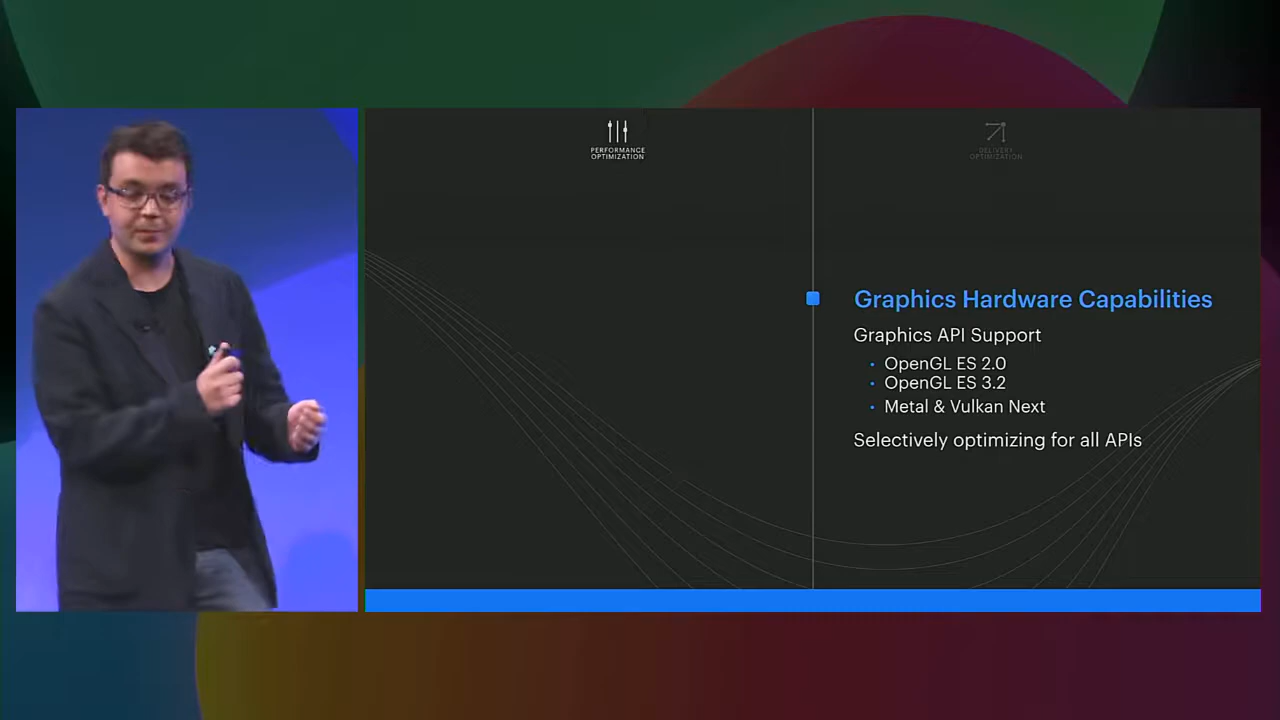 PERFORMANCE
OPTIMIZATION
DELIVERY
OPTIMIZATION
Graphics Hardware Capabilities
Graphics API Support
• OpenGL ES 2.0
• OpenGL ES 3.2
• Metal & Vulkan Next
Selectively optimizing for all APIs